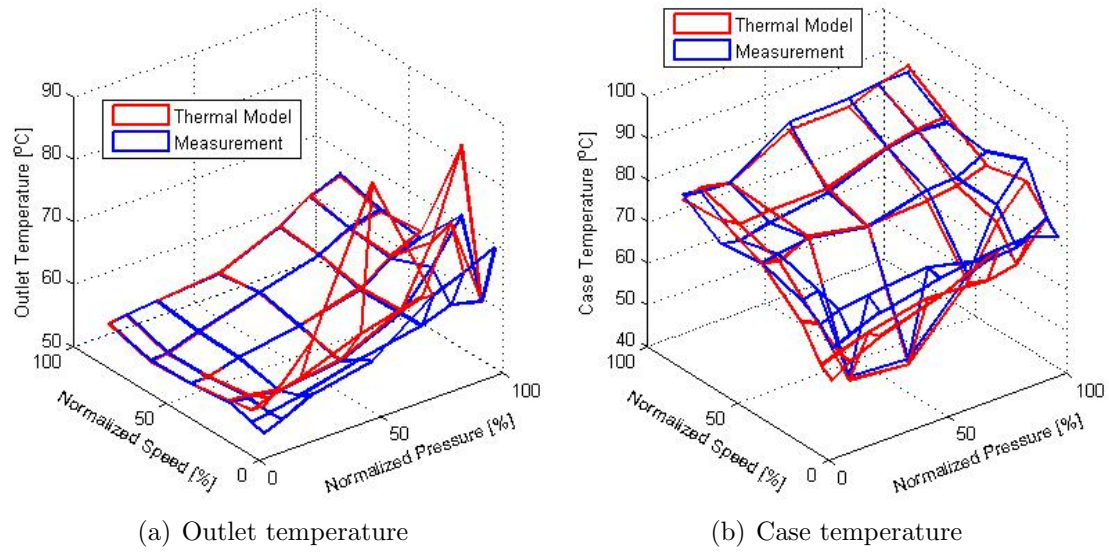 Thermal Model
Measurement
90
80
70
60
50
Outlet Temperature [ºC]
100
50
0
Normalized Speed [%]
0
50
100
Normalized Pressure [%]
(a) Outlet temperature
Thermal Model
Measurement
100
90
80
70
60
50
40
Case Temperature [ºC]
100
50
0
Normalized Speed [%]
0
50
100
Normalized Pressure [%]
(b) Case temperature